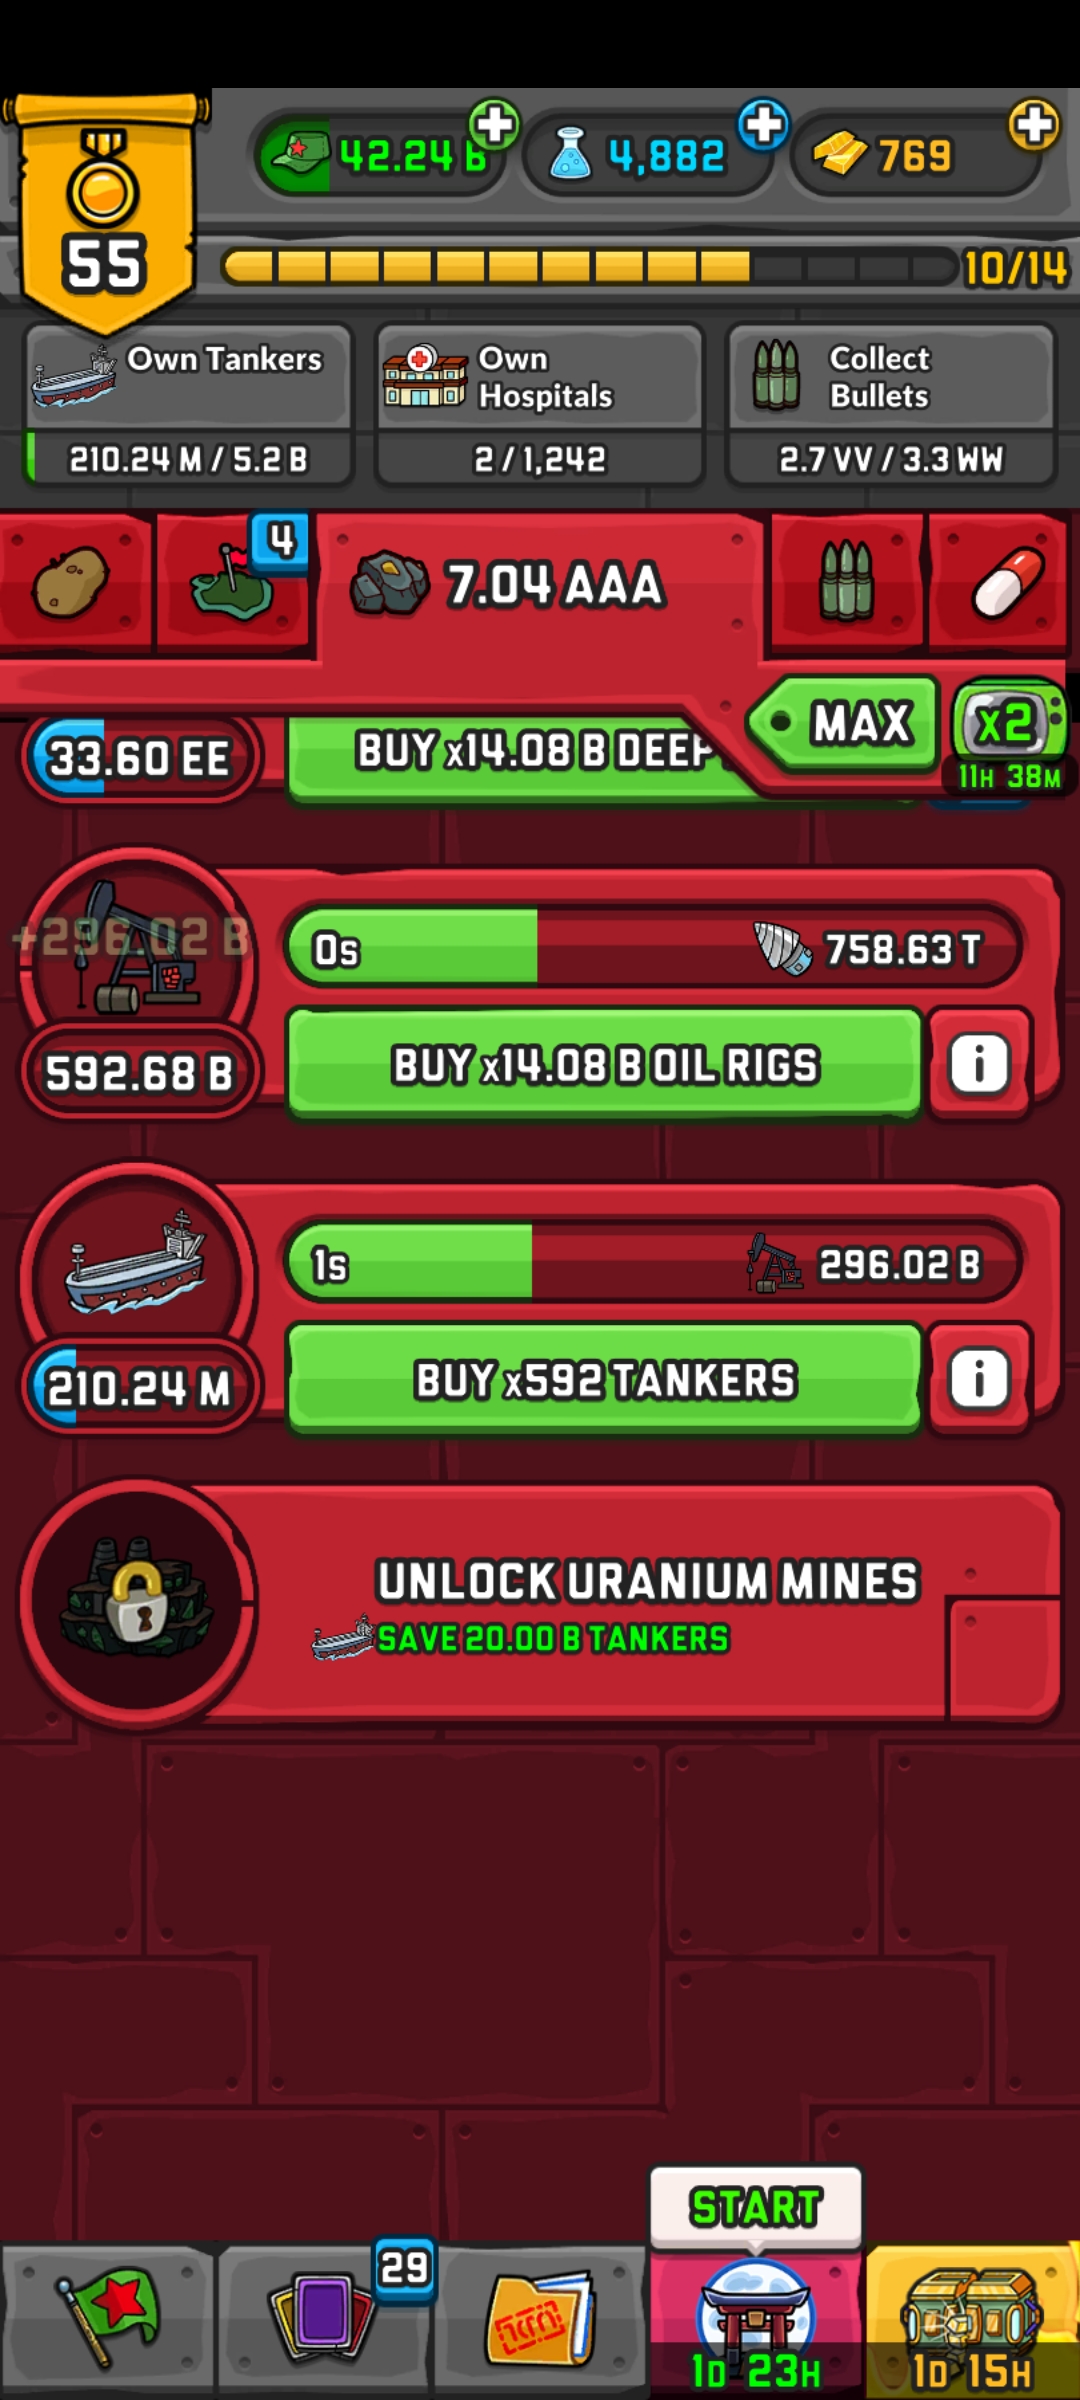 42.24 B
4,882
769
55
10/14
Own Tankers
210.24 M / 5.2 B
Own
Hospitals
2 / 1,242
Collect
Bullets
2.7 VV / 3.3 WW
4
7.04 AAA
MAX
x2
11H 38M
33.60 EE
BUY x14.08 B DEEP
+296.02 B
0s
758.63 T
592.68 B
BUY x14.08 B OIL RIGS
i
1s
296.02 B
210.24 M
BUY x592 TANKERS
i
UNLOCK URANIUM MINES
SAVE 20.00 B TANKERS
START
29
1D 23H
1D 15H